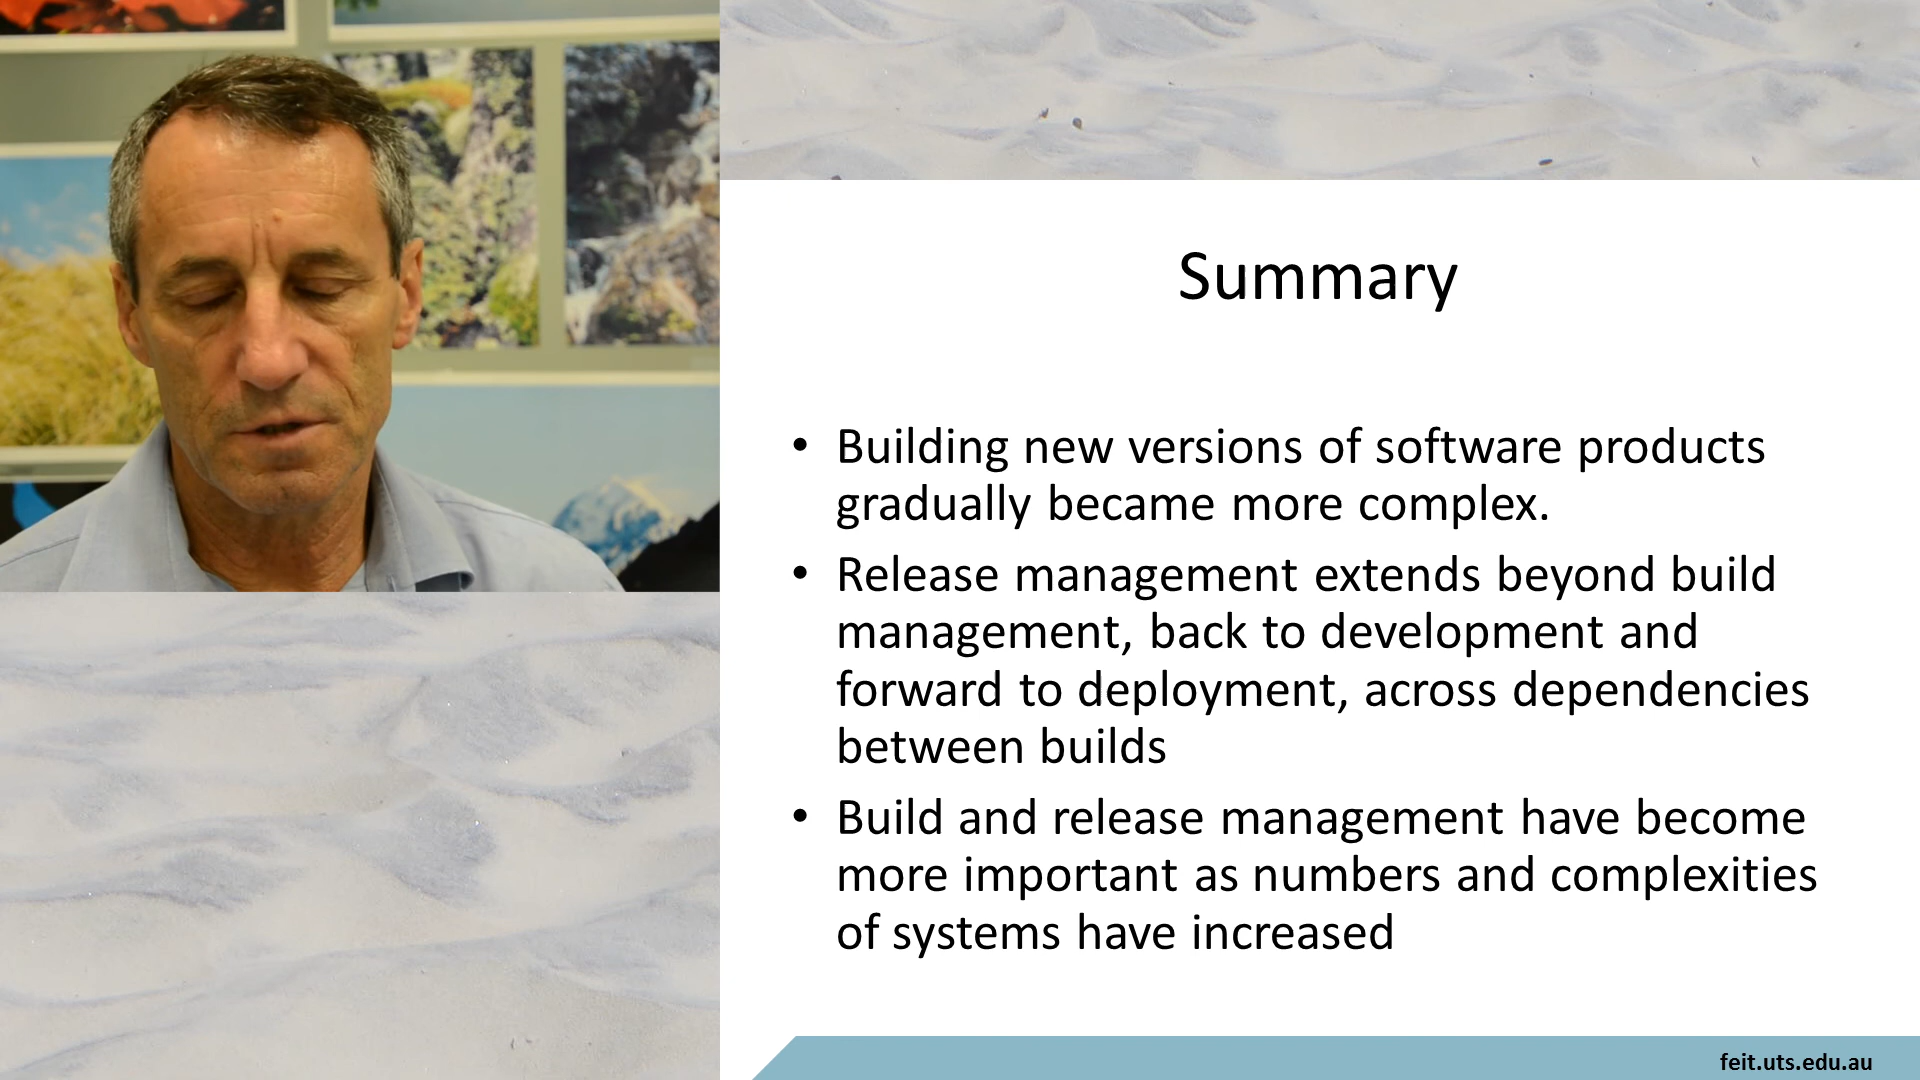 Summary
• Building new versions of software products
gradually became more complex.
• Release management extends beyond build
management, back to development and
forward to deployment, across dependencies
between builds
• Build and release management have become
more important as numbers and complexities
of systems have increased
feit.uts.edu.au